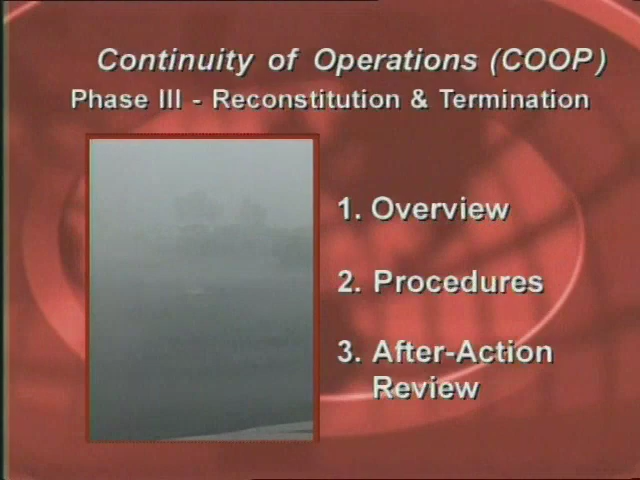 Continuity of Operations (COOP)
Phase III - Reconstitution & Termination
1. Overview
2. Procedures
3. After-Action
Review